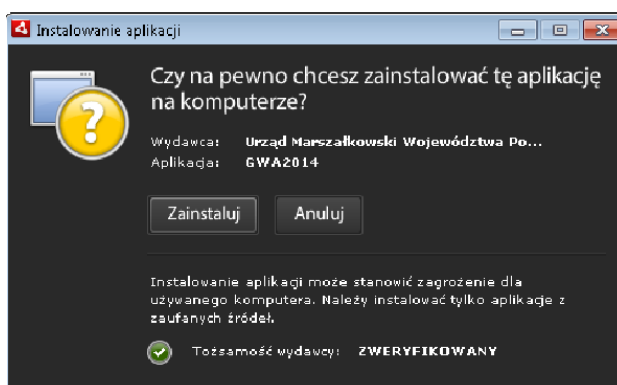 Instalowanie aplikacji
Czy na pewno chcesz zainstalować tę aplikację
na komputerze?
Wydawca: Urząd Marszałkowski Województwa Po...
Aplikacja: GWA2014
Zainstaluj Anuluj
Instalowanie aplikacji może stanowić zagrożenie dla
używanego komputera. Należy instalować tylko aplikacje z
zaufanych źródeł.
Tożsamość wydawcy: ZWERYFIKOWANY